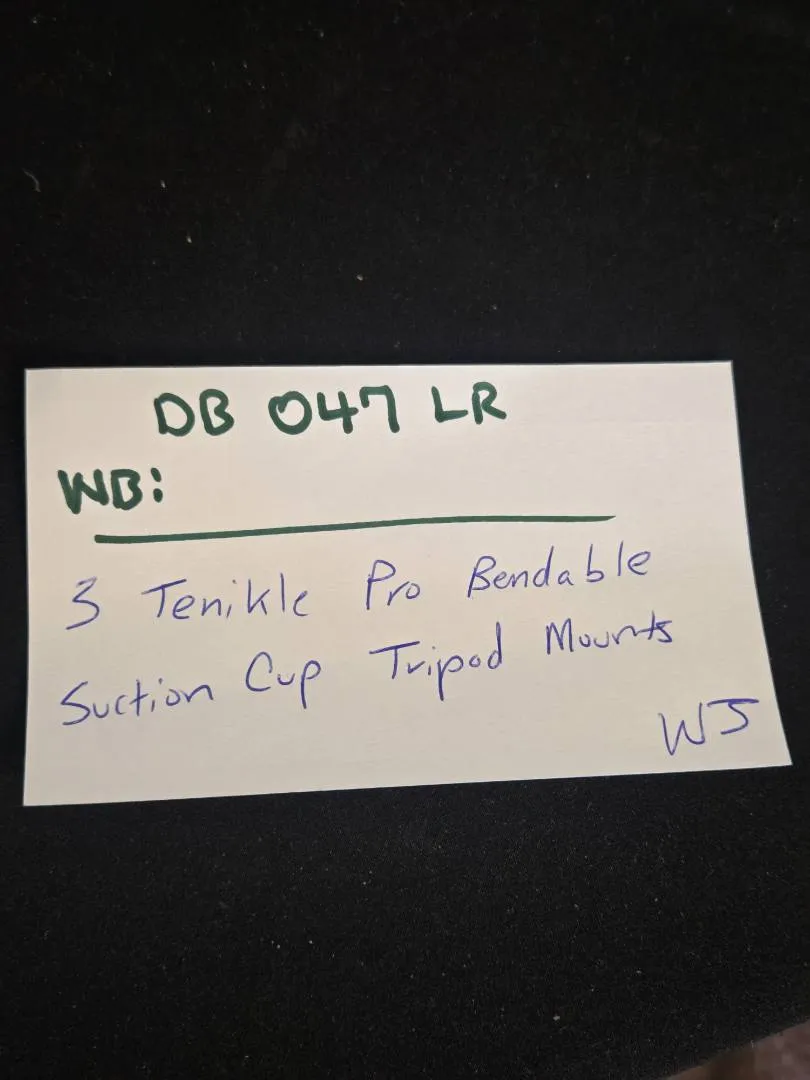 DB 047 LR
WB:
3 Tenikle Pro Bendable
Suction Cup Tripod Mounts
WJ